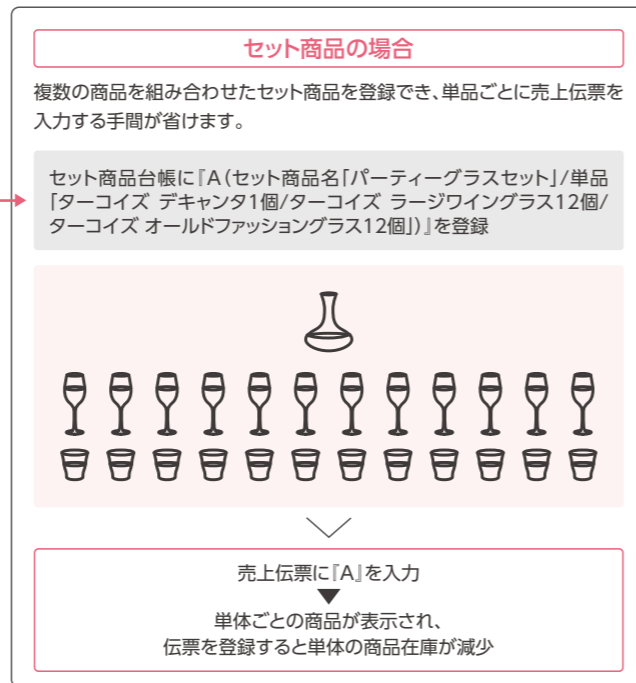 セット商品の場合
複数の商品を組み合わせたセット商品を登録でき、単品ごとに売上伝票を
入力する手間が省けます。
セット商品台帳に『A(セット商品名「パーティーグラスセット」/単品
「ターコイズ デキャンタ1個/ターコイズ ラージワイングラス12個/
ターコイズ オールドファッショングラス12個」)』を登録
売上伝票に『A』を入力
単体ごとの商品が表示され、
伝票を登録すると単体の商品在庫が減少